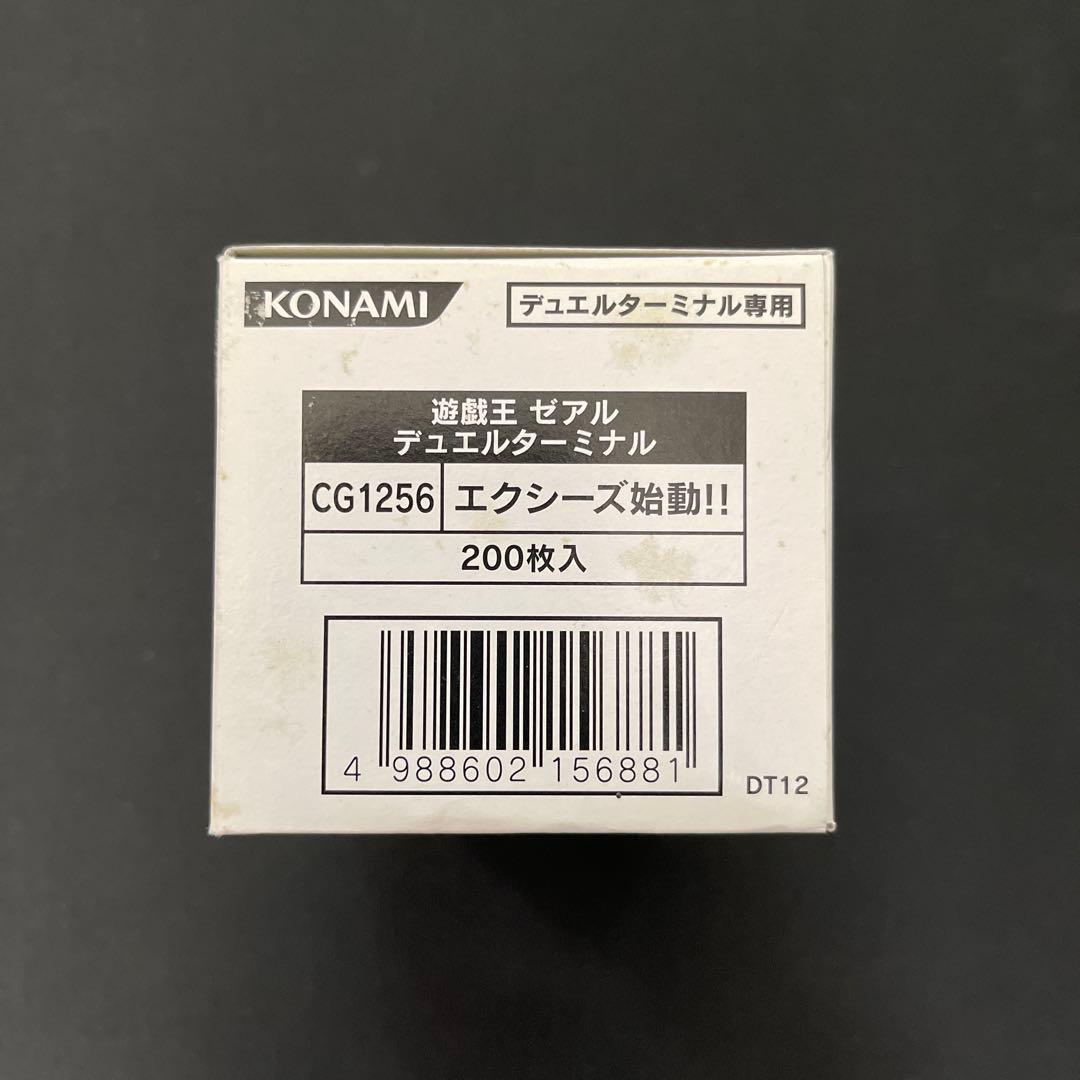 KONAMI
デュエルターミナル専用
遊戯王 ゼアル
デュエルターミナル
CG1256 エクシーズ始動!!
200枚入
4 988602 156881
DT12